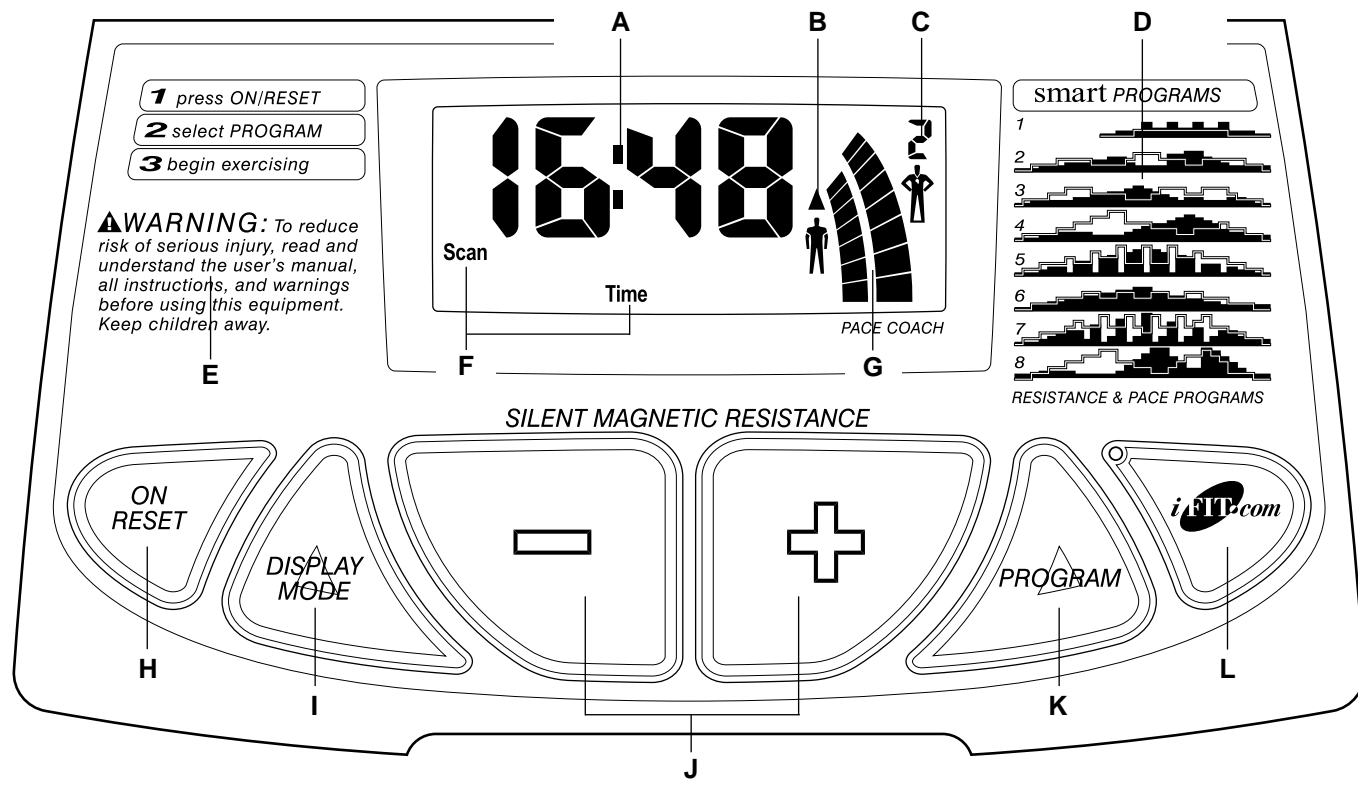 A B C D
1 press ON/RESET
2 select PROGRAM
3 begin exercising
WARNING: To reduce
risk of serious injury, read and
understand the user's manual,
all instructions, and warnings
before using this equipment.
Keep children away.
E
16:48
2
Scan
Time
PACE COACH
F
G
smart PROGRAMS
1
2
3
4
5
6
7
8
RESISTANCE & PACE PROGRAMS
SILENT MAGNETIC RESISTANCE
ON
RESET
DISPLAY
MODE
−
+
PROGRAM
iFIT.com
H
I
J
K
L